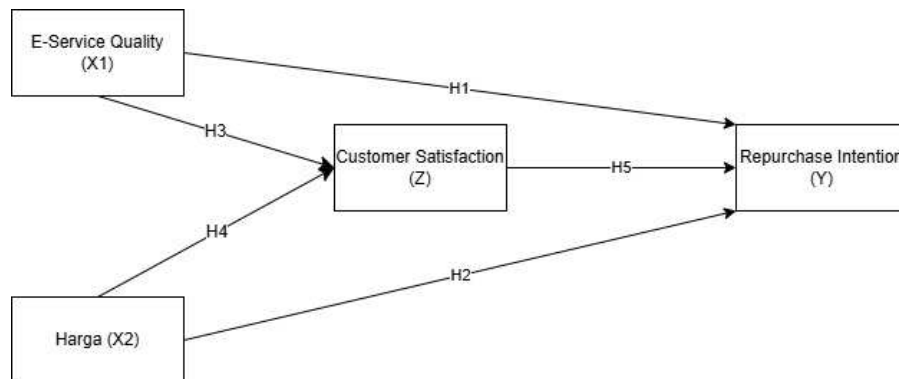 E-Service Quality
(X1)
H1
H3
Customer Satisfaction
(Z)
H5
Repurchase Intention
(Y)
H4
H2
Harga (X2)